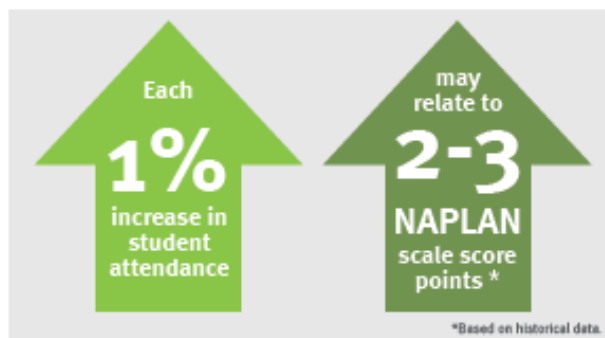 Each
1%
increase in
student
attendance
may
relate to
2-3
NAPLAN
scale score
points *
*Based on historical data.